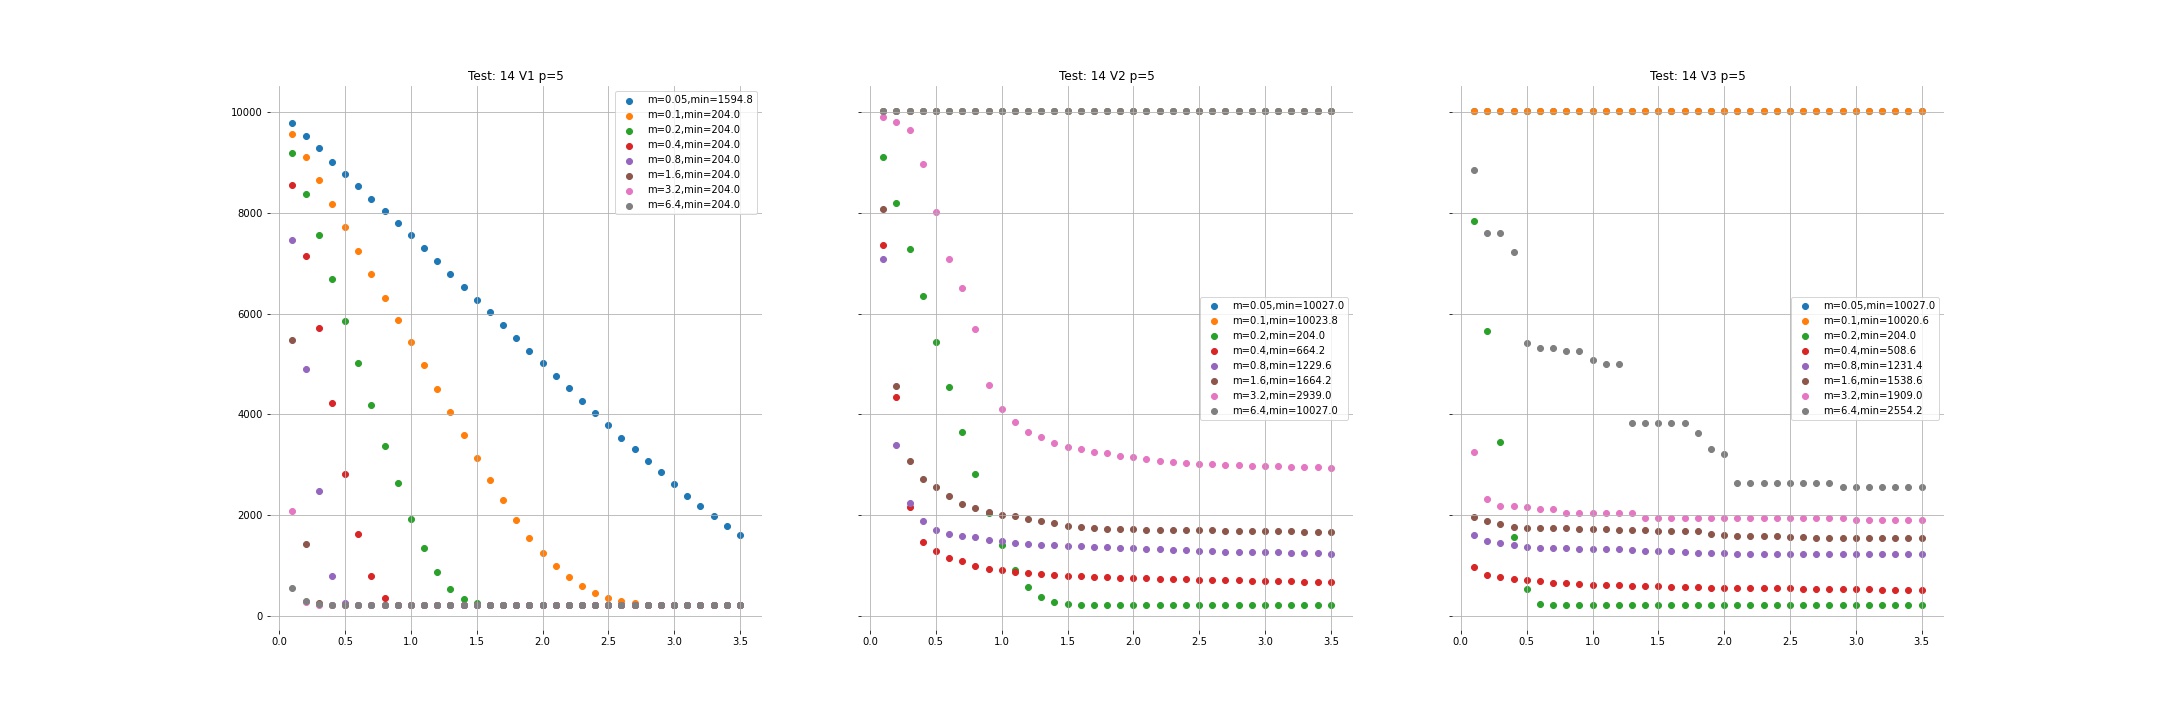 Test: 14 V1 p=5
10000
8000
6000
4000
2000
0
0.0 0.5 1.0 1.5 2.0 2.5 3.0 3.5
m=0.05,min=1594.8
m=0.1,min=204.0
m=0.2,min=204.0
m=0.4,min=204.0
m=0.8,min=204.0
m=1.6,min=204.0
m=3.2,min=204.0
m=6.4,min=204.0
Test: 14 V2 p=5
0.0 0.5 1.0 1.5 2.0 2.5 3.0 3.5
m=0.05,min=10027.0
m=0.1,min=10023.8
m=0.2,min=204.0
m=0.4,min=664.2
m=0.8,min=1229.6
m=1.6,min=1664.2
m=3.2,min=2939.0
m=6.4,min=10027.0
Test: 14 V3 p=5
0.0 0.5 1.0 1.5 2.0 2.5 3.0 3.5
m=0.05,min=10027.0
m=0.1,min=10020.6
m=0.2,min=204.0
m=0.4,min=508.6
m=0.8,min=1231.4
m=1.6,min=1538.6
m=3.2,min=1909.0
m=6.4,min=2554.2